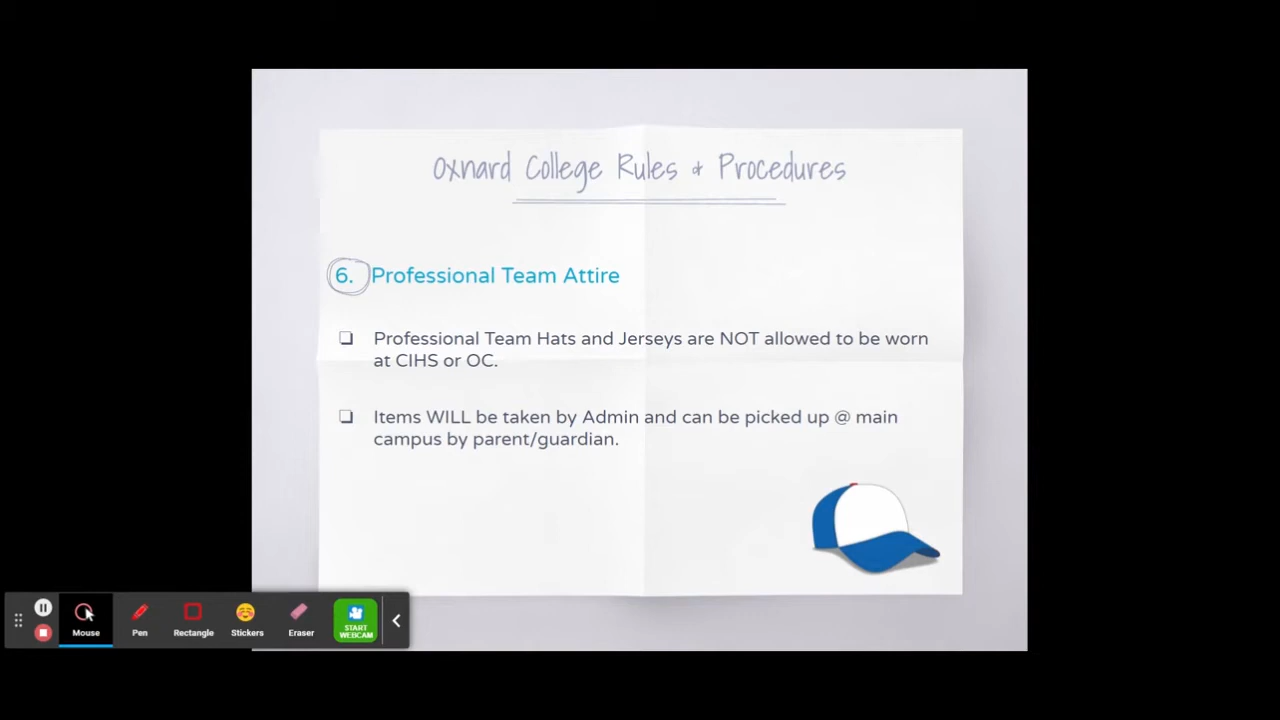 Oxnard College Rules & Procedures
6. Professional Team Attire
❑ Professional Team Hats and Jerseys are NOT allowed to be worn
at CIHS or OC.
❑ Items WILL be taken by Admin and can be picked up @ main
campus by parent/guardian.
Mouse Pen Rectangle Stickers Eraser START
WEBCAM